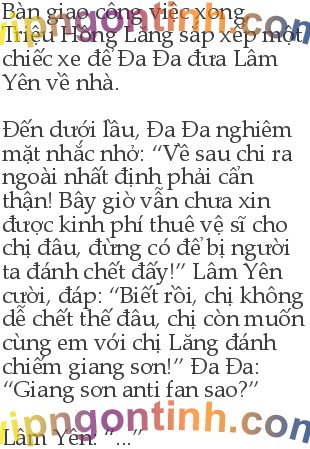 Bàn giao công việc xong,
Triệu Hồng Lăng sắp xếp một
chiếc xe để Đa Đa đưa Lâm
Yên về nhà.
Đến dưới lầu, Đa Đa nghiêm
mặt nhắc nhở: “Về sau chi ra
ngoài nhất định phải cẩn
thận! Bây giờ vẫn chưa xin
được kinh phí thuê vệ sĩ cho
chị đâu, đừng có để bị người
ta đánh chết đấy!” Lâm Yên
cười, đáp: “Biết rồi, chị không
dễ chết thế đâu, chị còn muốn
cùng em với chị Lăng đánh
chiếm giang sơn!” Đa Đa:
“Giang sơn anti fan sao?”
vipngontinh.com
Lâm Yên: “...”